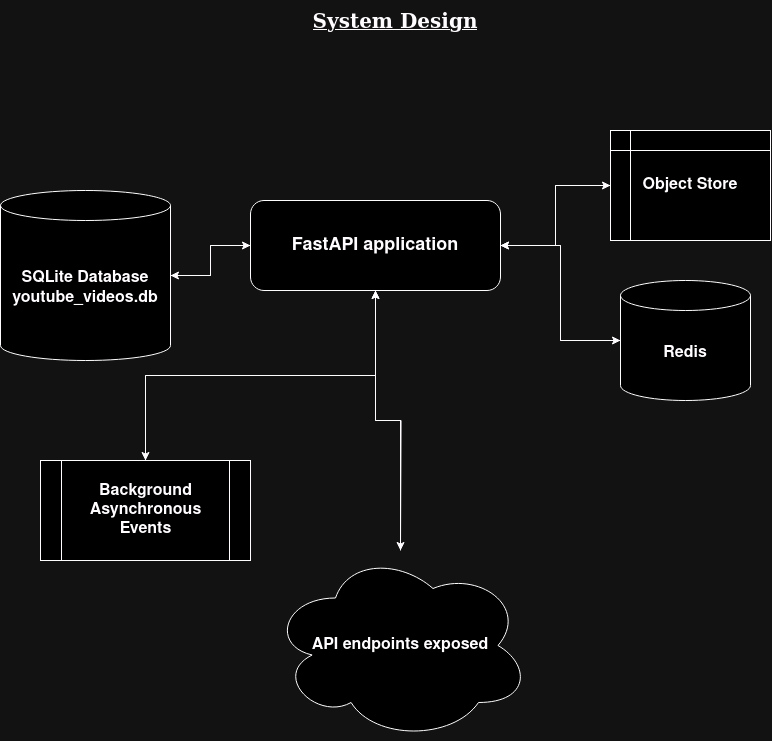 System Design
Object Store
FastAPI application
SQLite Database
youtube_videos.db
Redis
Background
Asynchronous
Events
API endpoints exposed